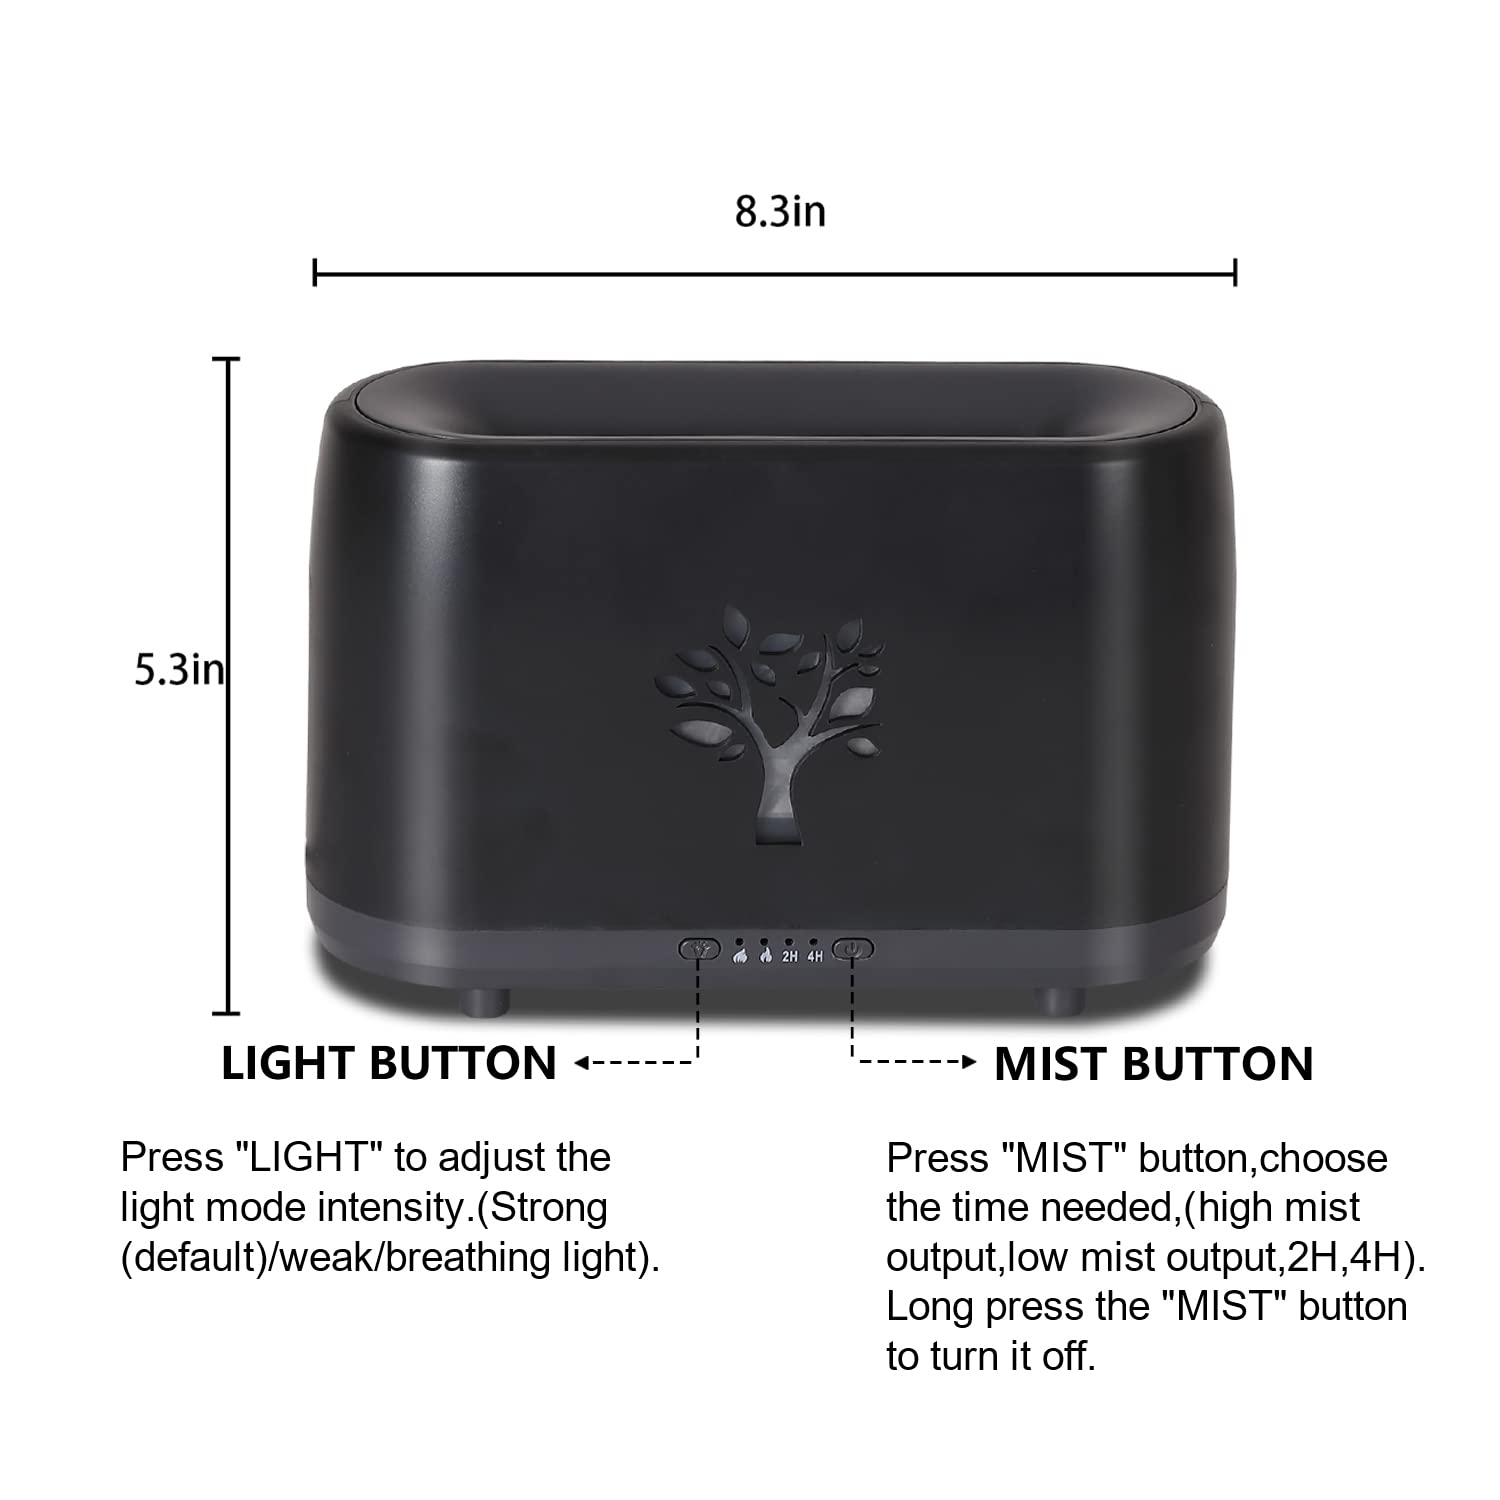 8.3in
5.3in
2H 4H
LIGHT BUTTON
MIST BUTTON
Press "LIGHT" to adjust the
light mode intensity.(Strong
(default)/weak/breathing light).
Press "MIST" button,choose
the time needed,(high mist
output,low mist output,2H,4H).
Long press the "MIST" button
to turn it off.